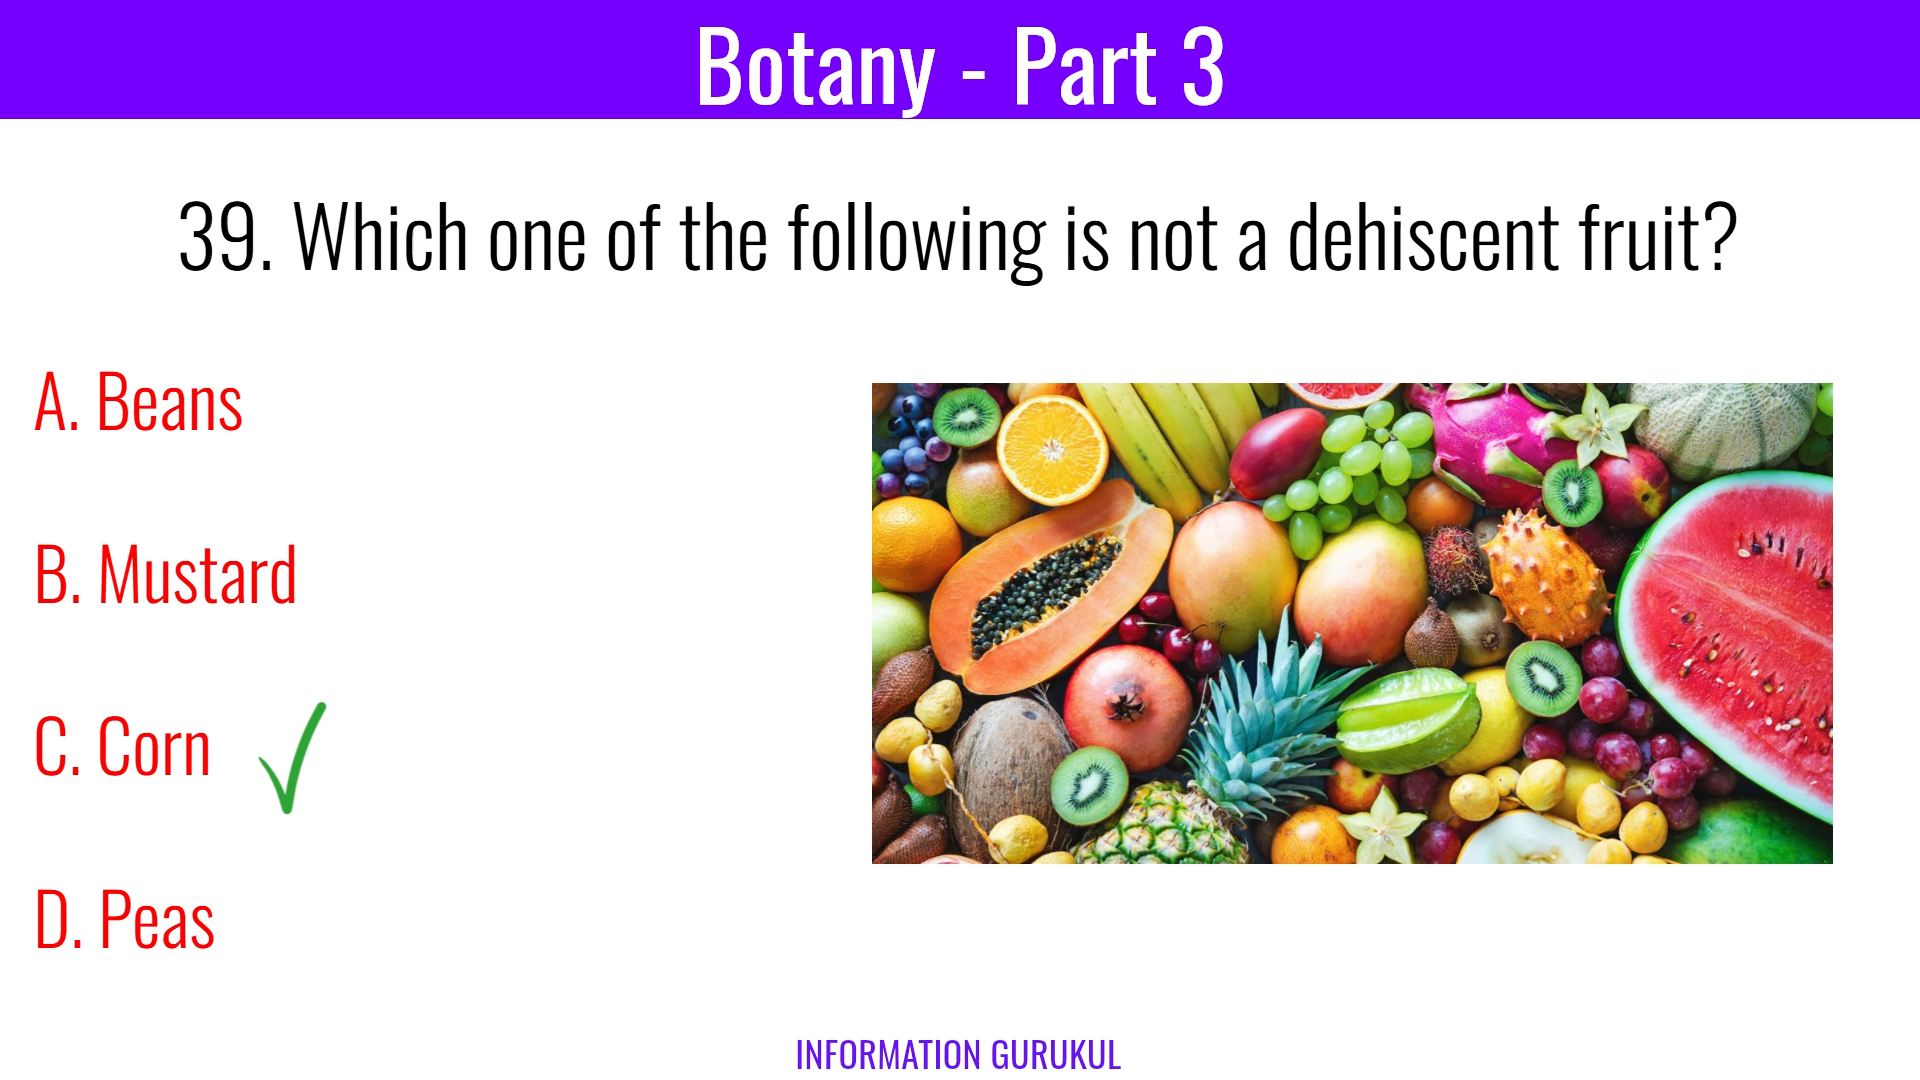 Botany - Part 3
39. Which one of the following is not a dehiscent fruit?
A. Beans
B. Mustard
C. Corn
D. Peas
INFORMATION GURUKUL